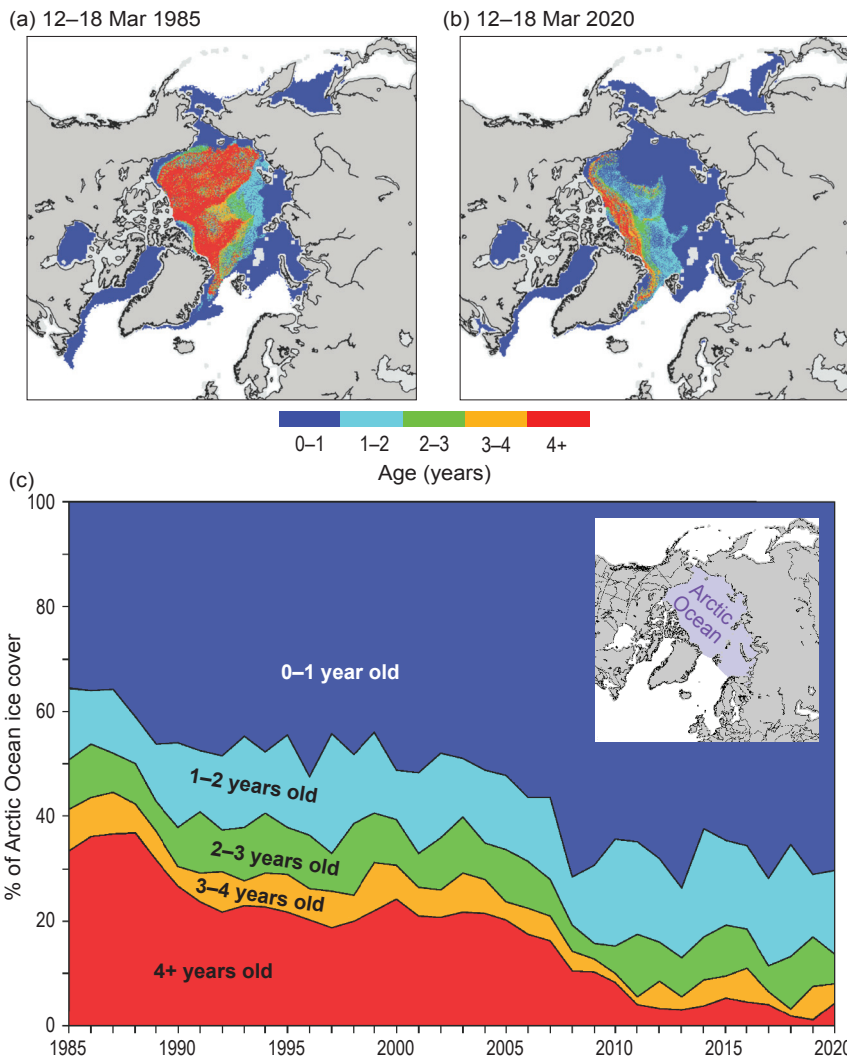 (a) 12–18 Mar 1985
(b) 12–18 Mar 2020
0–1 1–2 2–3 3–4 4+
Age (years)
(c)
% of Arctic Ocean ice cover
100
80
60
40
20
0
Arctic
Ocean
0–1 year old
1–2 years old
2–3 years old
3–4 years old
4+ years old
1985 1990 1995 2000 2005 2010 2015 2020